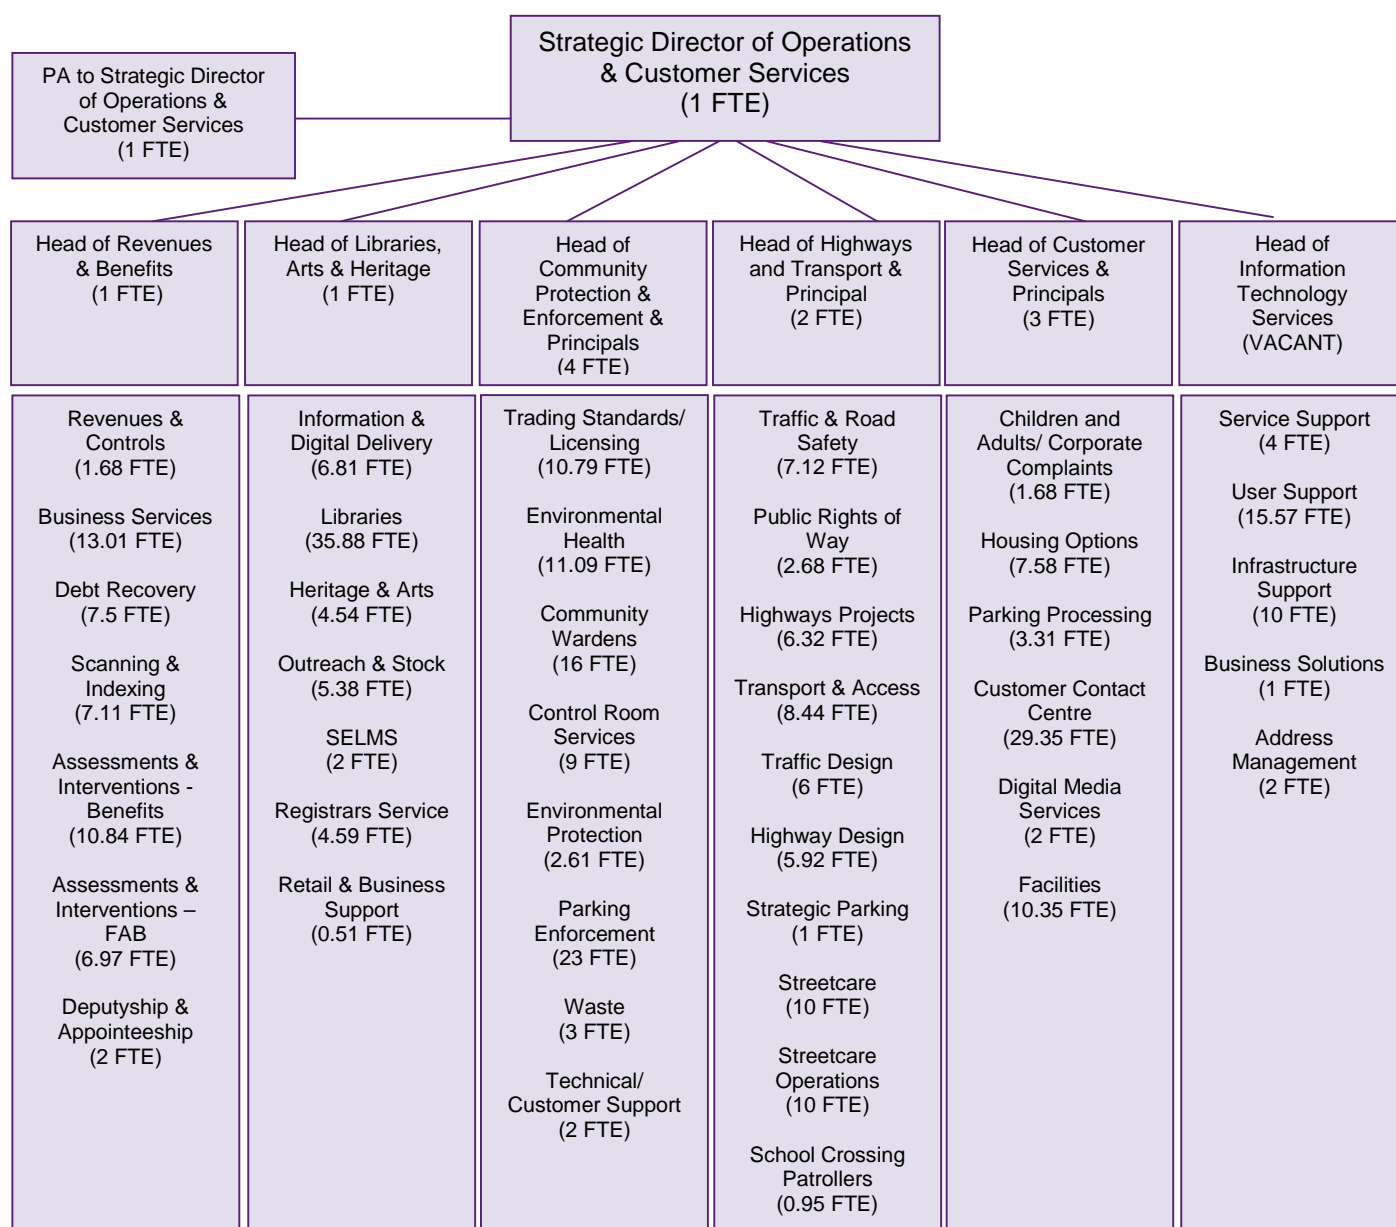 Strategic Director of Operations
& Customer Services
(1 FTE)
PA to Strategic Director
of Operations &
Customer Services
(1 FTE)
Head of Revenues
& Benefits
(1 FTE)
Head of Libraries,
Arts & Heritage
(1 FTE)
Head of
Community
Protection &
Enforcement &
Principals
(4 FTE)
Head of Highways
and Transport &
Principal
(2 FTE)
Head of Customer
Services &
Principals
(3 FTE)
Head of
Information
Technology
Services
(VACANT)
Revenues &
Controls
(1.68 FTE)
Business Services
(13.01 FTE)
Debt Recovery
(7.5 FTE)
Scanning &
Indexing
(7.11 FTE)
Assessments &
Interventions -
Benefits
(10.84 FTE)
Assessments &
Interventions –
FAB
(6.97 FTE)
Deputyship &
Appointeeship
(2 FTE)
Information &
Digital Delivery
(6.81 FTE)
Libraries
(35.88 FTE)
Heritage & Arts
(4.54 FTE)
Outreach & Stock
(5.38 FTE)
SELMS
(2 FTE)
Registrars Service
(4.59 FTE)
Retail & Business
Support
(0.51 FTE)
Trading Standards/
Licensing
(10.79 FTE)
Environmental
Health
(11.09 FTE)
Community
Wardens
(16 FTE)
Control Room
Services
(9 FTE)
Environmental
Protection
(2.61 FTE)
Parking
Enforcement
(23 FTE)
Waste
(3 FTE)
Technical/
Customer Support
(2 FTE)
Traffic & Road
Safety
(7.12 FTE)
Public Rights of
Way
(2.68 FTE)
Highways Projects
(6.32 FTE)
Transport & Access
(8.44 FTE)
Traffic Design
(6 FTE)
Highway Design
(5.92 FTE)
Strategic Parking
(1 FTE)
Streetcare
(10 FTE)
Streetcare
Operations
(10 FTE)
School Crossing
Patrollers
(0.95 FTE)
Children and
Adults/ Corporate
Complaints
(1.68 FTE)
Housing Options
(7.58 FTE)
Parking Processing
(3.31 FTE)
Customer Contact
Centre
(29.35 FTE)
Digital Media
Services
(2 FTE)
Facilities
(10.35 FTE)
Service Support
(4 FTE)
User Support
(15.57 FTE)
Infrastructure
Support
(10 FTE)
Business Solutions
(1 FTE)
Address
Management
(2 FTE)